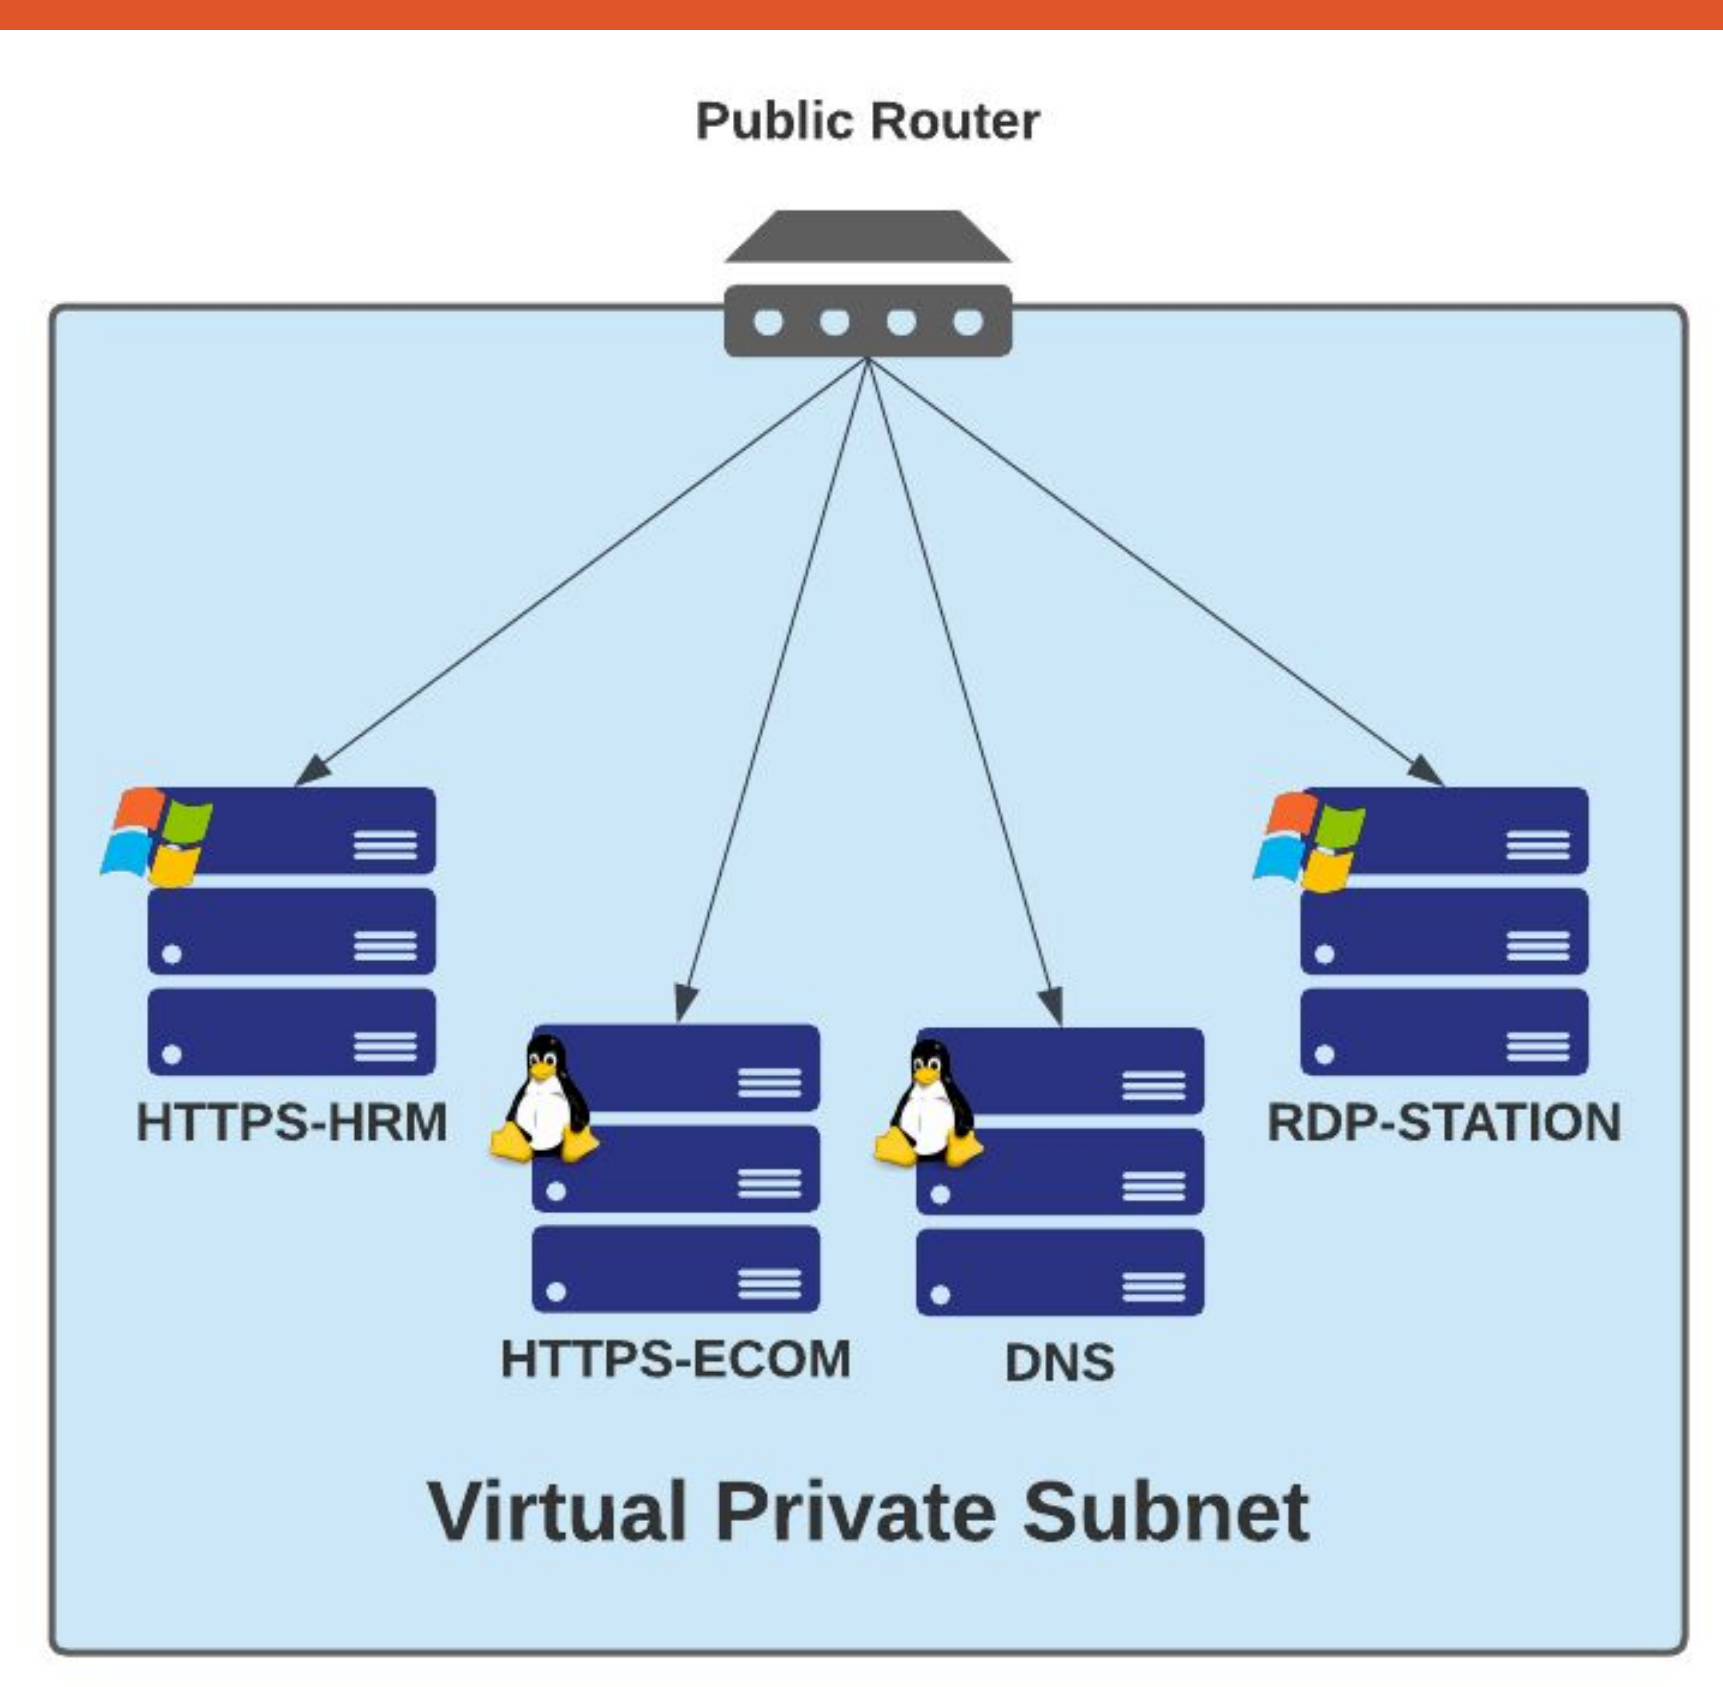 Public Router
HTTPS-HRM
RDP-STATION
HTTPS-ECOM
DNS
Virtual Private Subnet